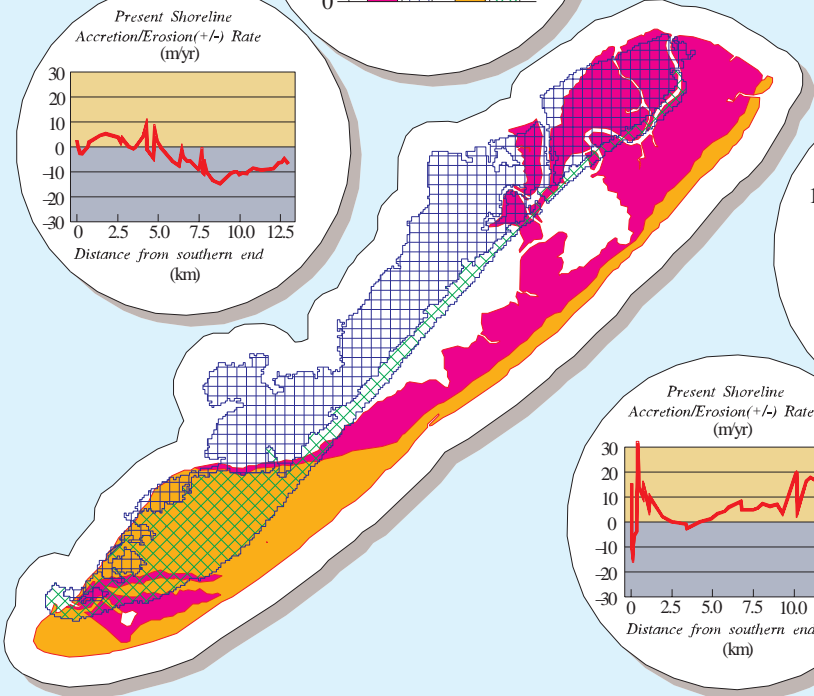 Present Shoreline
Accretion/Erosion(+/-) Rate
(m/yr)
30
20
10
0
-10
-20
-30
0 2.5 5.0 7.5 10.0 12.5
Distance from southern end
(km)
0
Present Shoreline
Accretion/Erosion(+/-) Rate
(m/yr)
30
20
10
0
-10
-20
-30
0 2.5 5.0 7.5 10.0
Distance from southern end
(km)